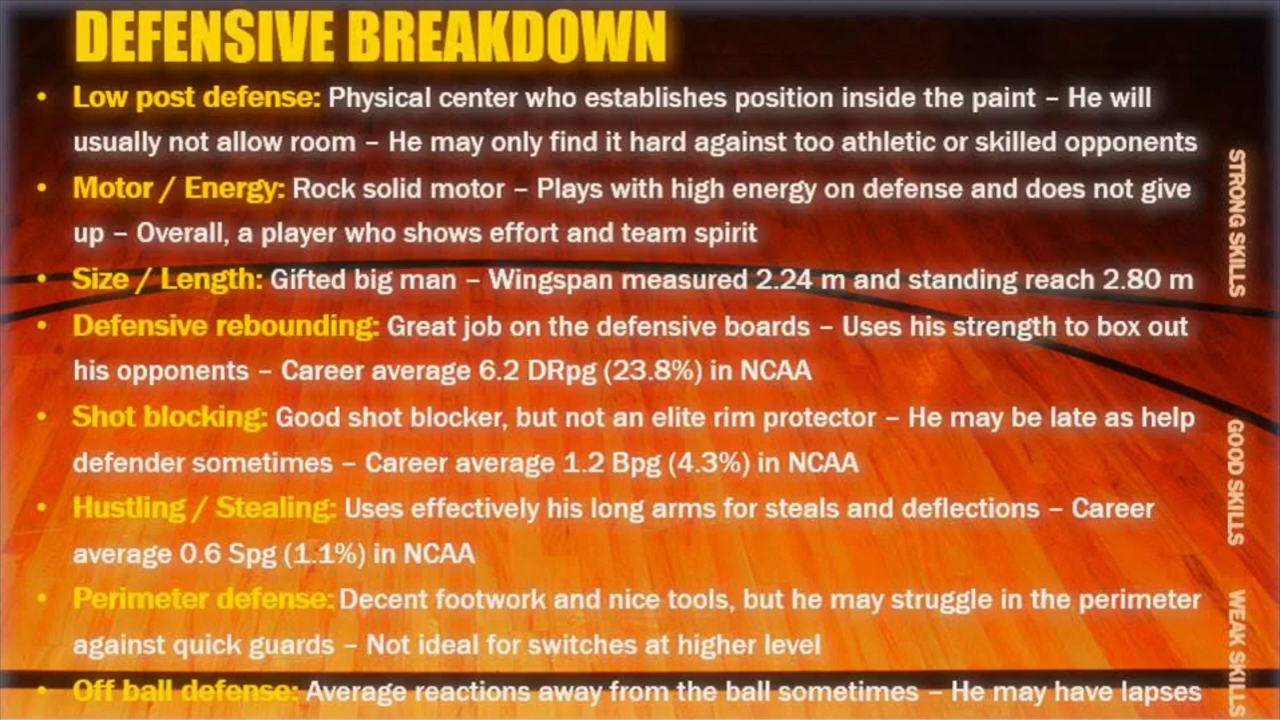 DEFENSIVE BREAKDOWN
• Low post defense: Physical center who establishes position inside the paint – He will
usually not allow room – He may only find it hard against too athletic or skilled opponents
• Motor / Energy: Rock solid motor – Plays with high energy on defense and does not give
up – Overall, a player who shows effort and team spirit
• Size / Length: Gifted big man – Wingspan measured 2.24 m and standing reach 2.80 m
• Defensive rebounding: Great job on the defensive boards – Uses his strength to box out
his opponents – Career average 6.2 DRpg (23.8%) in NCAA
• Shot blocking: Good shot blocker, but not an elite rim protector – He may be late as help
defender sometimes – Career average 1.2 Bpg (4.3%) in NCAA
• Hustling / Stealing: Uses effectively his long arms for steals and deflections – Career
average 0.6 Spg (1.1%) in NCAA
• Perimeter defense: Decent footwork and nice tools, but he may struggle in the perimeter
against quick guards – Not ideal for switches at higher level
• Off ball defense: Average reactions away from the ball sometimes – He may have lapses
STRONG SKILLS
GOOD SKILLS
WEAK SKILLS